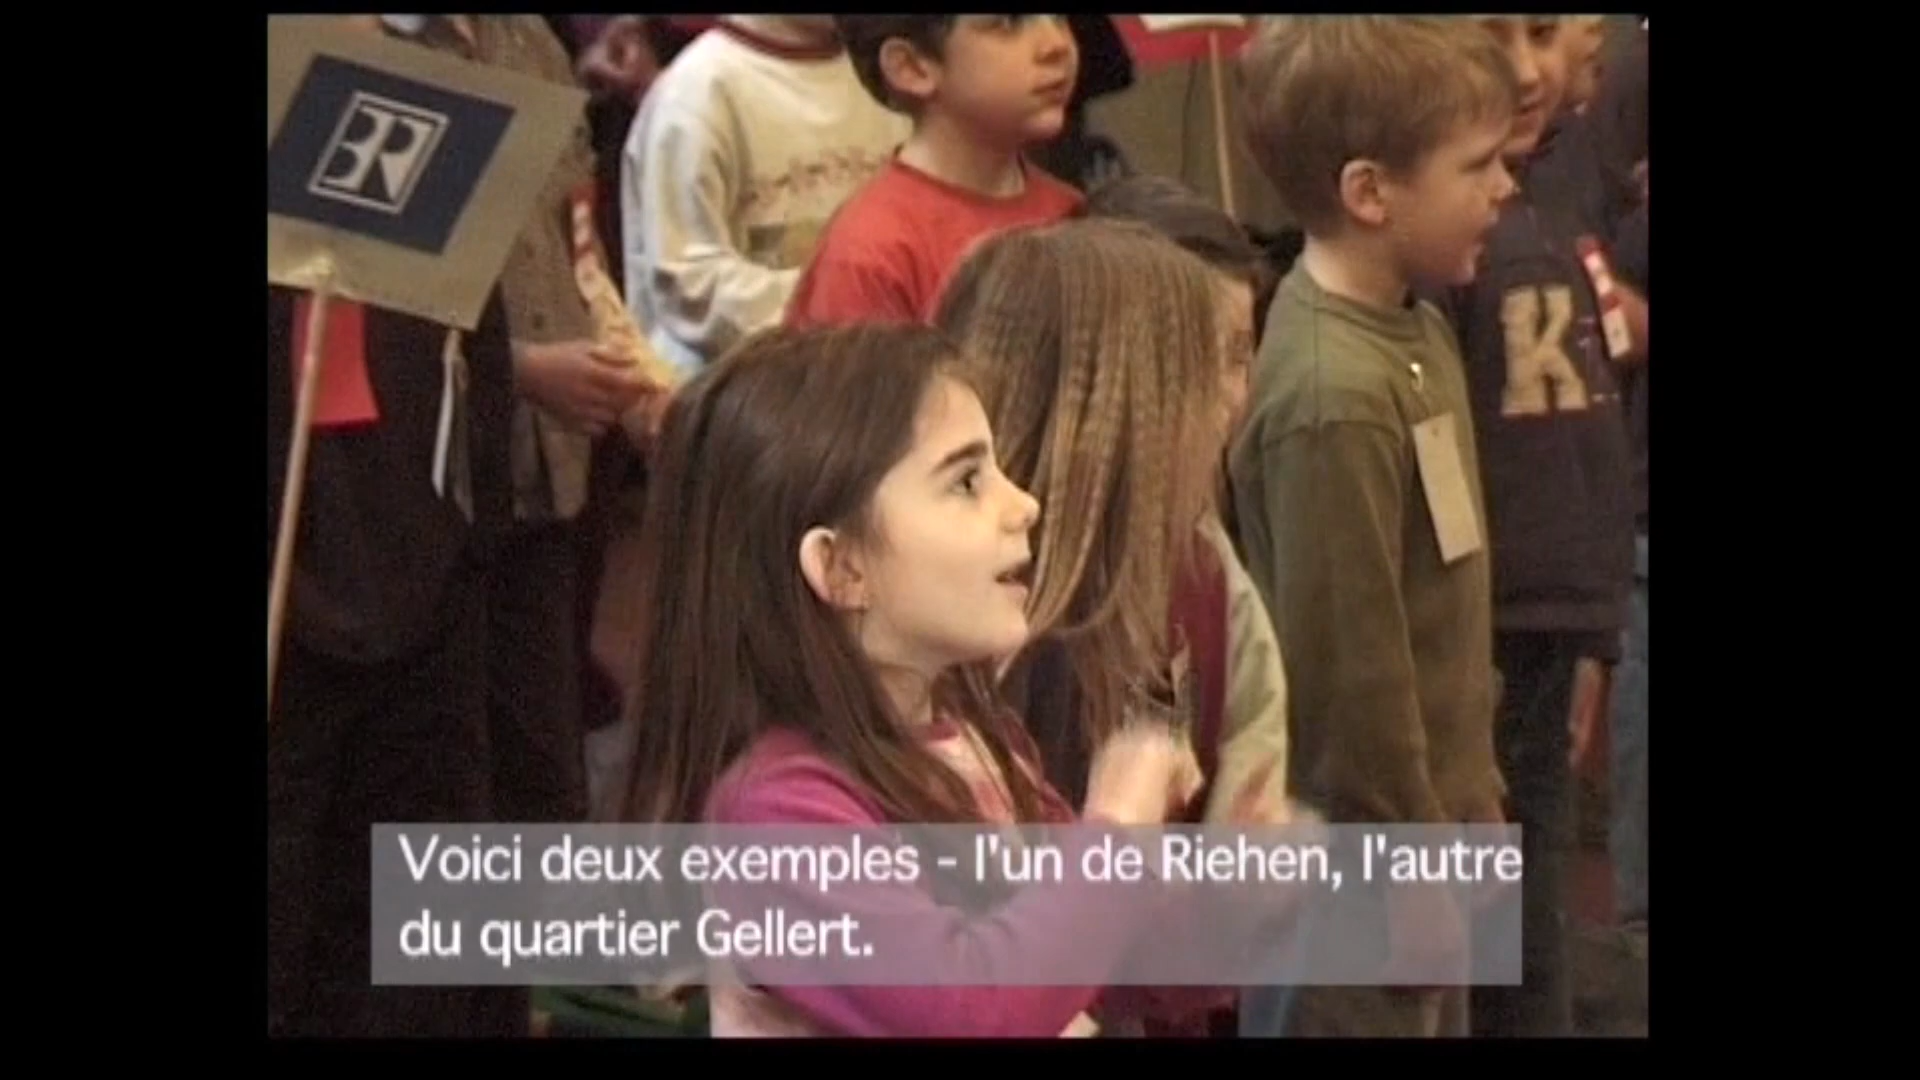 BR
K
Voici deux exemples - l'un de Riehen, l'autre
du quartier Gellert.